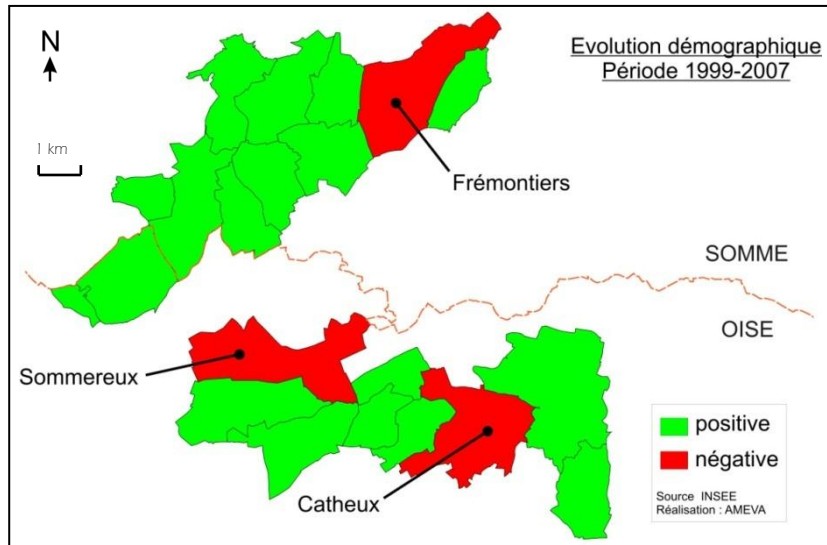 N
1 km
Evolution démographique
Période 1999-2007
Frémontiers
SOMME
OISE
Sommereux
Catheux
positive
négative
Source INSEE
Réalisation : AMEVA